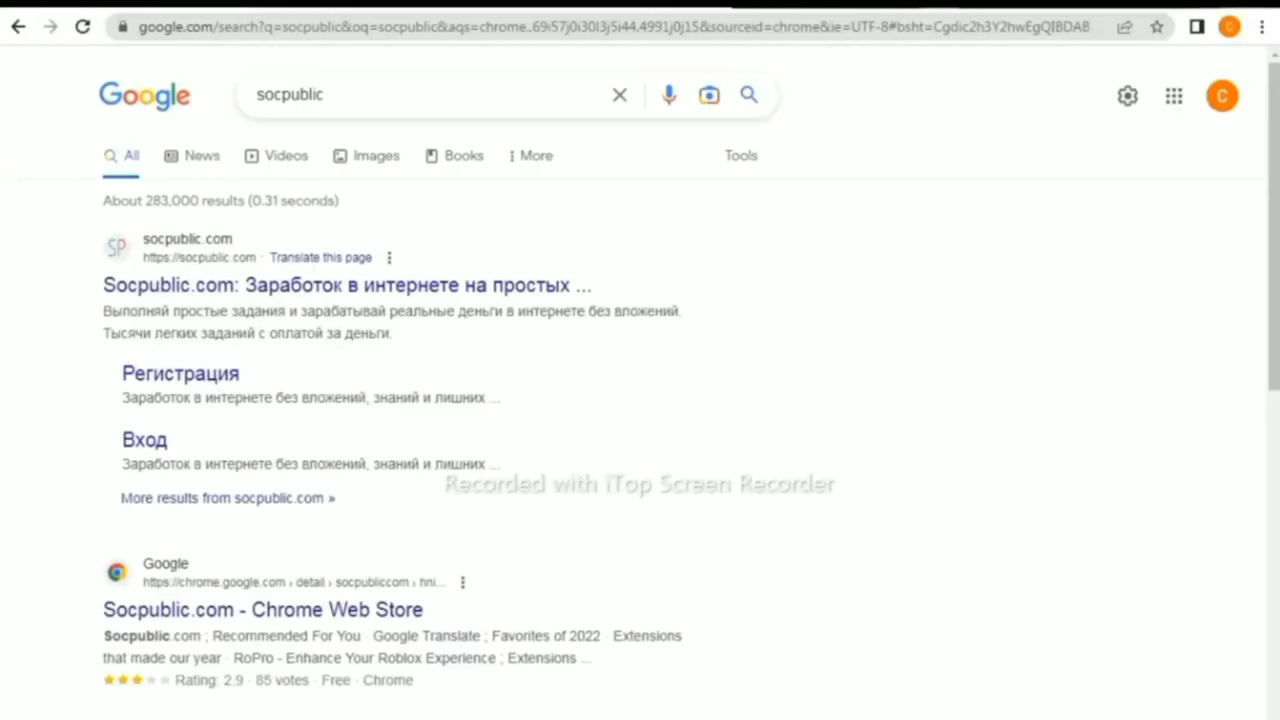 google.com/search?q=socpublic&oq=socpublic&aqs=chrome..69i57j0i30l3j5i44.4991j0j15&sourceid=chrome&ie=UTF-8#bsht=Cgdic2h3Y2hwEgQIBDAB
C
Google
socpublic
C
All
News
Videos
Images
Books
More
Tools
About 283,000 results (0.31 seconds)
SP
socpublic.com
https://socpublic.com · Translate this page
Socpublic.com: Заработок в интернете на простых ...
Выполняй простые задания и зарабатывай реальные деньги в интернете без вложений.
Тысячи легких заданий с оплатой за деньги.
Регистрация
Заработок в интернете без вложений, знаний и лишних ...
Вход
Заработок в интернете без вложений, знаний и лишних ...
Recorded with iTop Screen Recorder
More results from socpublic.com »
Google
https://chrome.google.com › detail › socpubliccom › hni...
Socpublic.com - Chrome Web Store
Socpublic.com ; Recommended For You · Google Translate ; Favorites of 2022 · Extensions
that made our year · RoPro - Enhance Your Roblox Experience ; Extensions ...
Rating: 2.9 · 85 votes · Free · Chrome